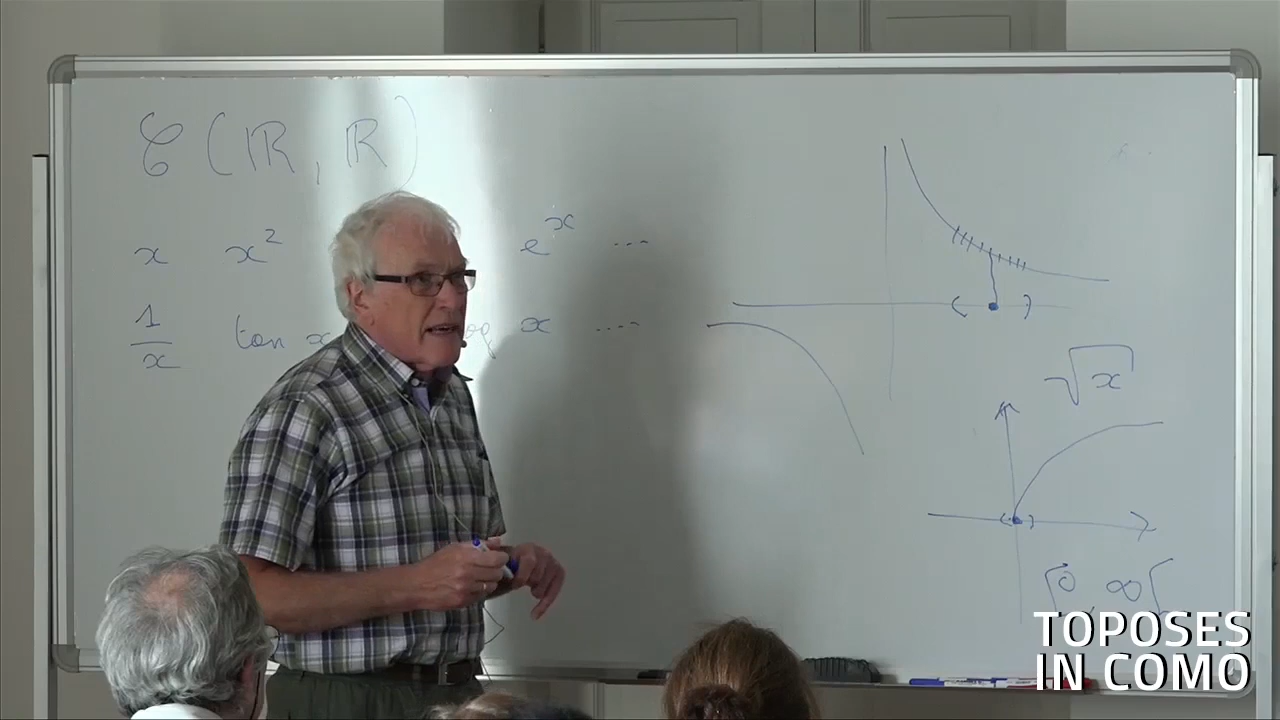 𝒞(ℝ, ℝ)
x x² eˣ ...
1/x tan x log x ....
√x
[0, ∞[
TOPOSES
IN COMO